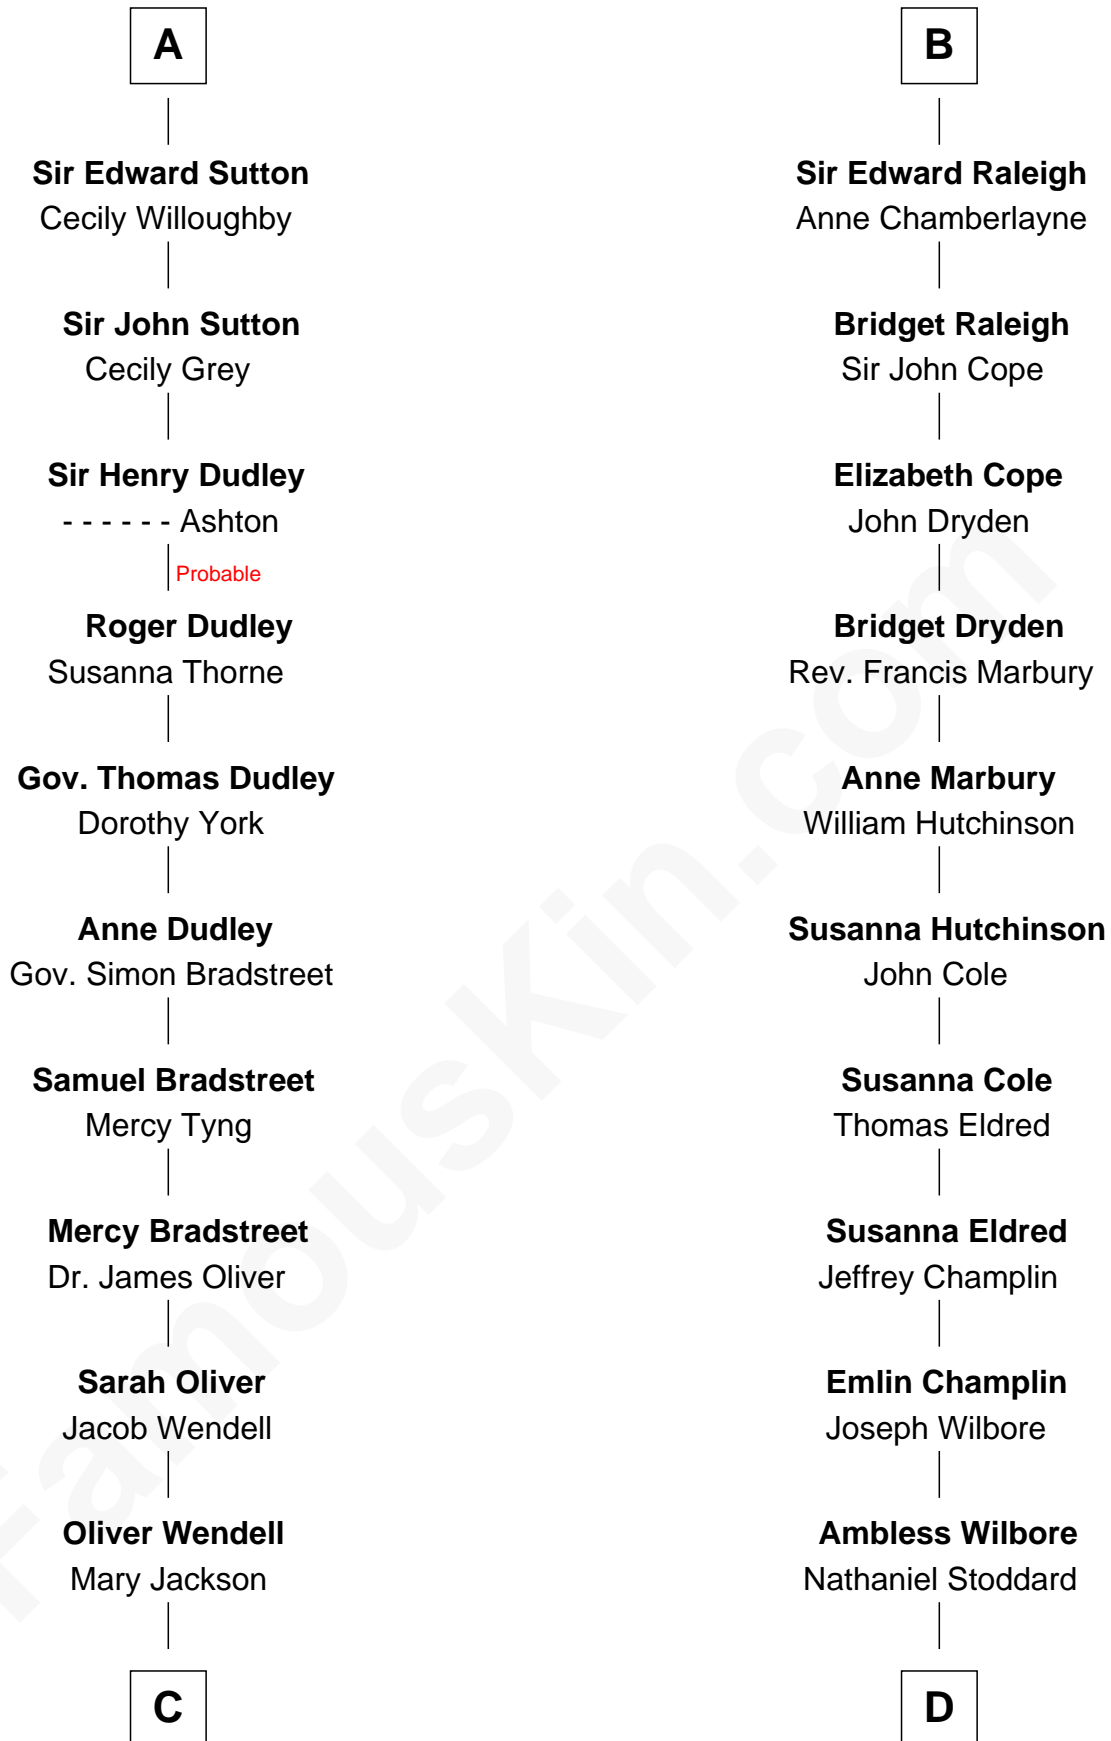 A
Sir Edward Sutton
Cecily Willoughby
Sir John Sutton
Cecily Grey
Sir Henry Dudley
- - - - - - Ashton
Probable
Roger Dudley
Susanna Thorne
Gov. Thomas Dudley
Dorothy York
Anne Dudley
Gov. Simon Bradstreet
Samuel Bradstreet
Mercy Tyng
Mercy Bradstreet
Dr. James Oliver
Sarah Oliver
Jacob Wendell
Oliver Wendell
Mary Jackson
C
B
Sir Edward Raleigh
Anne Chamberlayne
Bridget Raleigh
Sir John Cope
Elizabeth Cope
John Dryden
Bridget Dryden
Rev. Francis Marbury
Anne Marbury
William Hutchinson
Susanna Hutchinson
John Cole
Susanna Cole
Thomas Eldred
Susanna Eldred
Jeffrey Champlin
Emlin Champlin
Joseph Wilbore
Ambless Wilbore
Nathaniel Stoddard
D
FamousKin.com